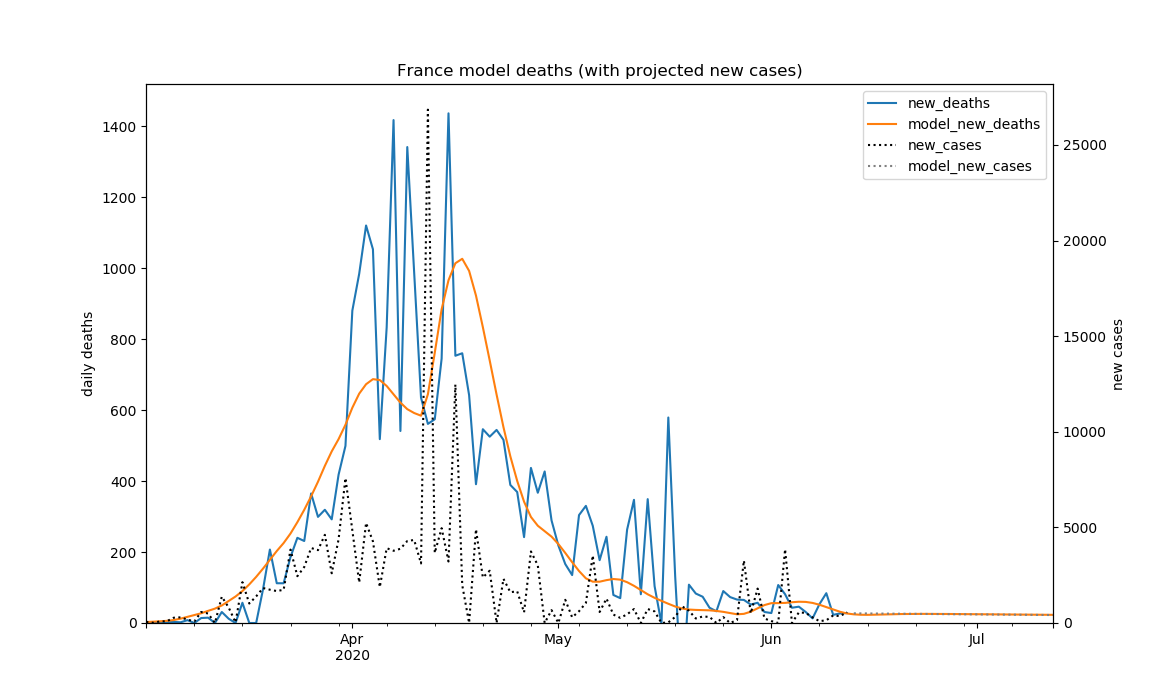 France model deaths (with projected new cases)
new_deaths
model_new_deaths
new_cases
model_new_cases
daily deaths
1400
1200
1000
800
600
400
200
0
25000
20000
15000
10000
5000
0
new cases
Apr
2020
May
Jun
Jul